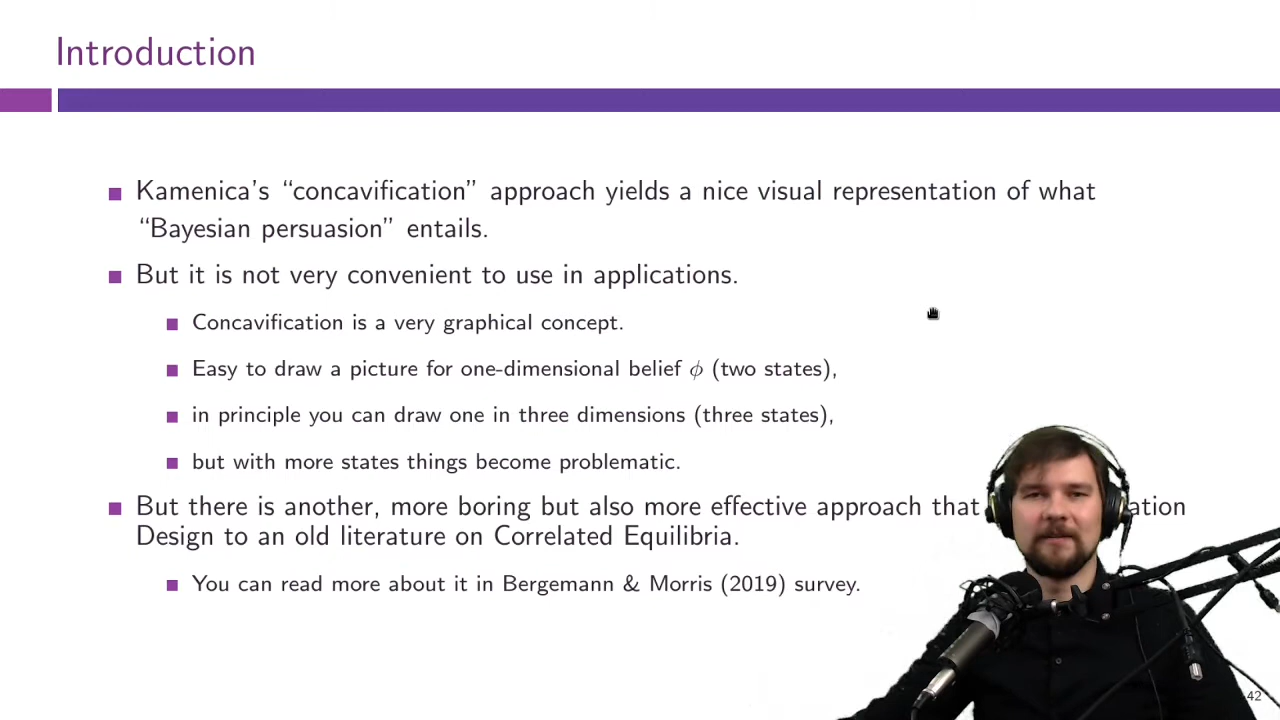 Introduction
Kamenica's “concavification” approach yields a nice visual representation of what
“Bayesian persuasion” entails.
But it is not very convenient to use in applications.
Concavification is a very graphical concept.
Easy to draw a picture for one-dimensional belief ϕ (two states),
in principle you can draw one in three dimensions (three states),
but with more states things become problematic.
But there is another, more boring but also more effective approach that ation
Design to an old literature on Correlated Equilibria.
You can read more about it in Bergemann & Morris (2019) survey.
42